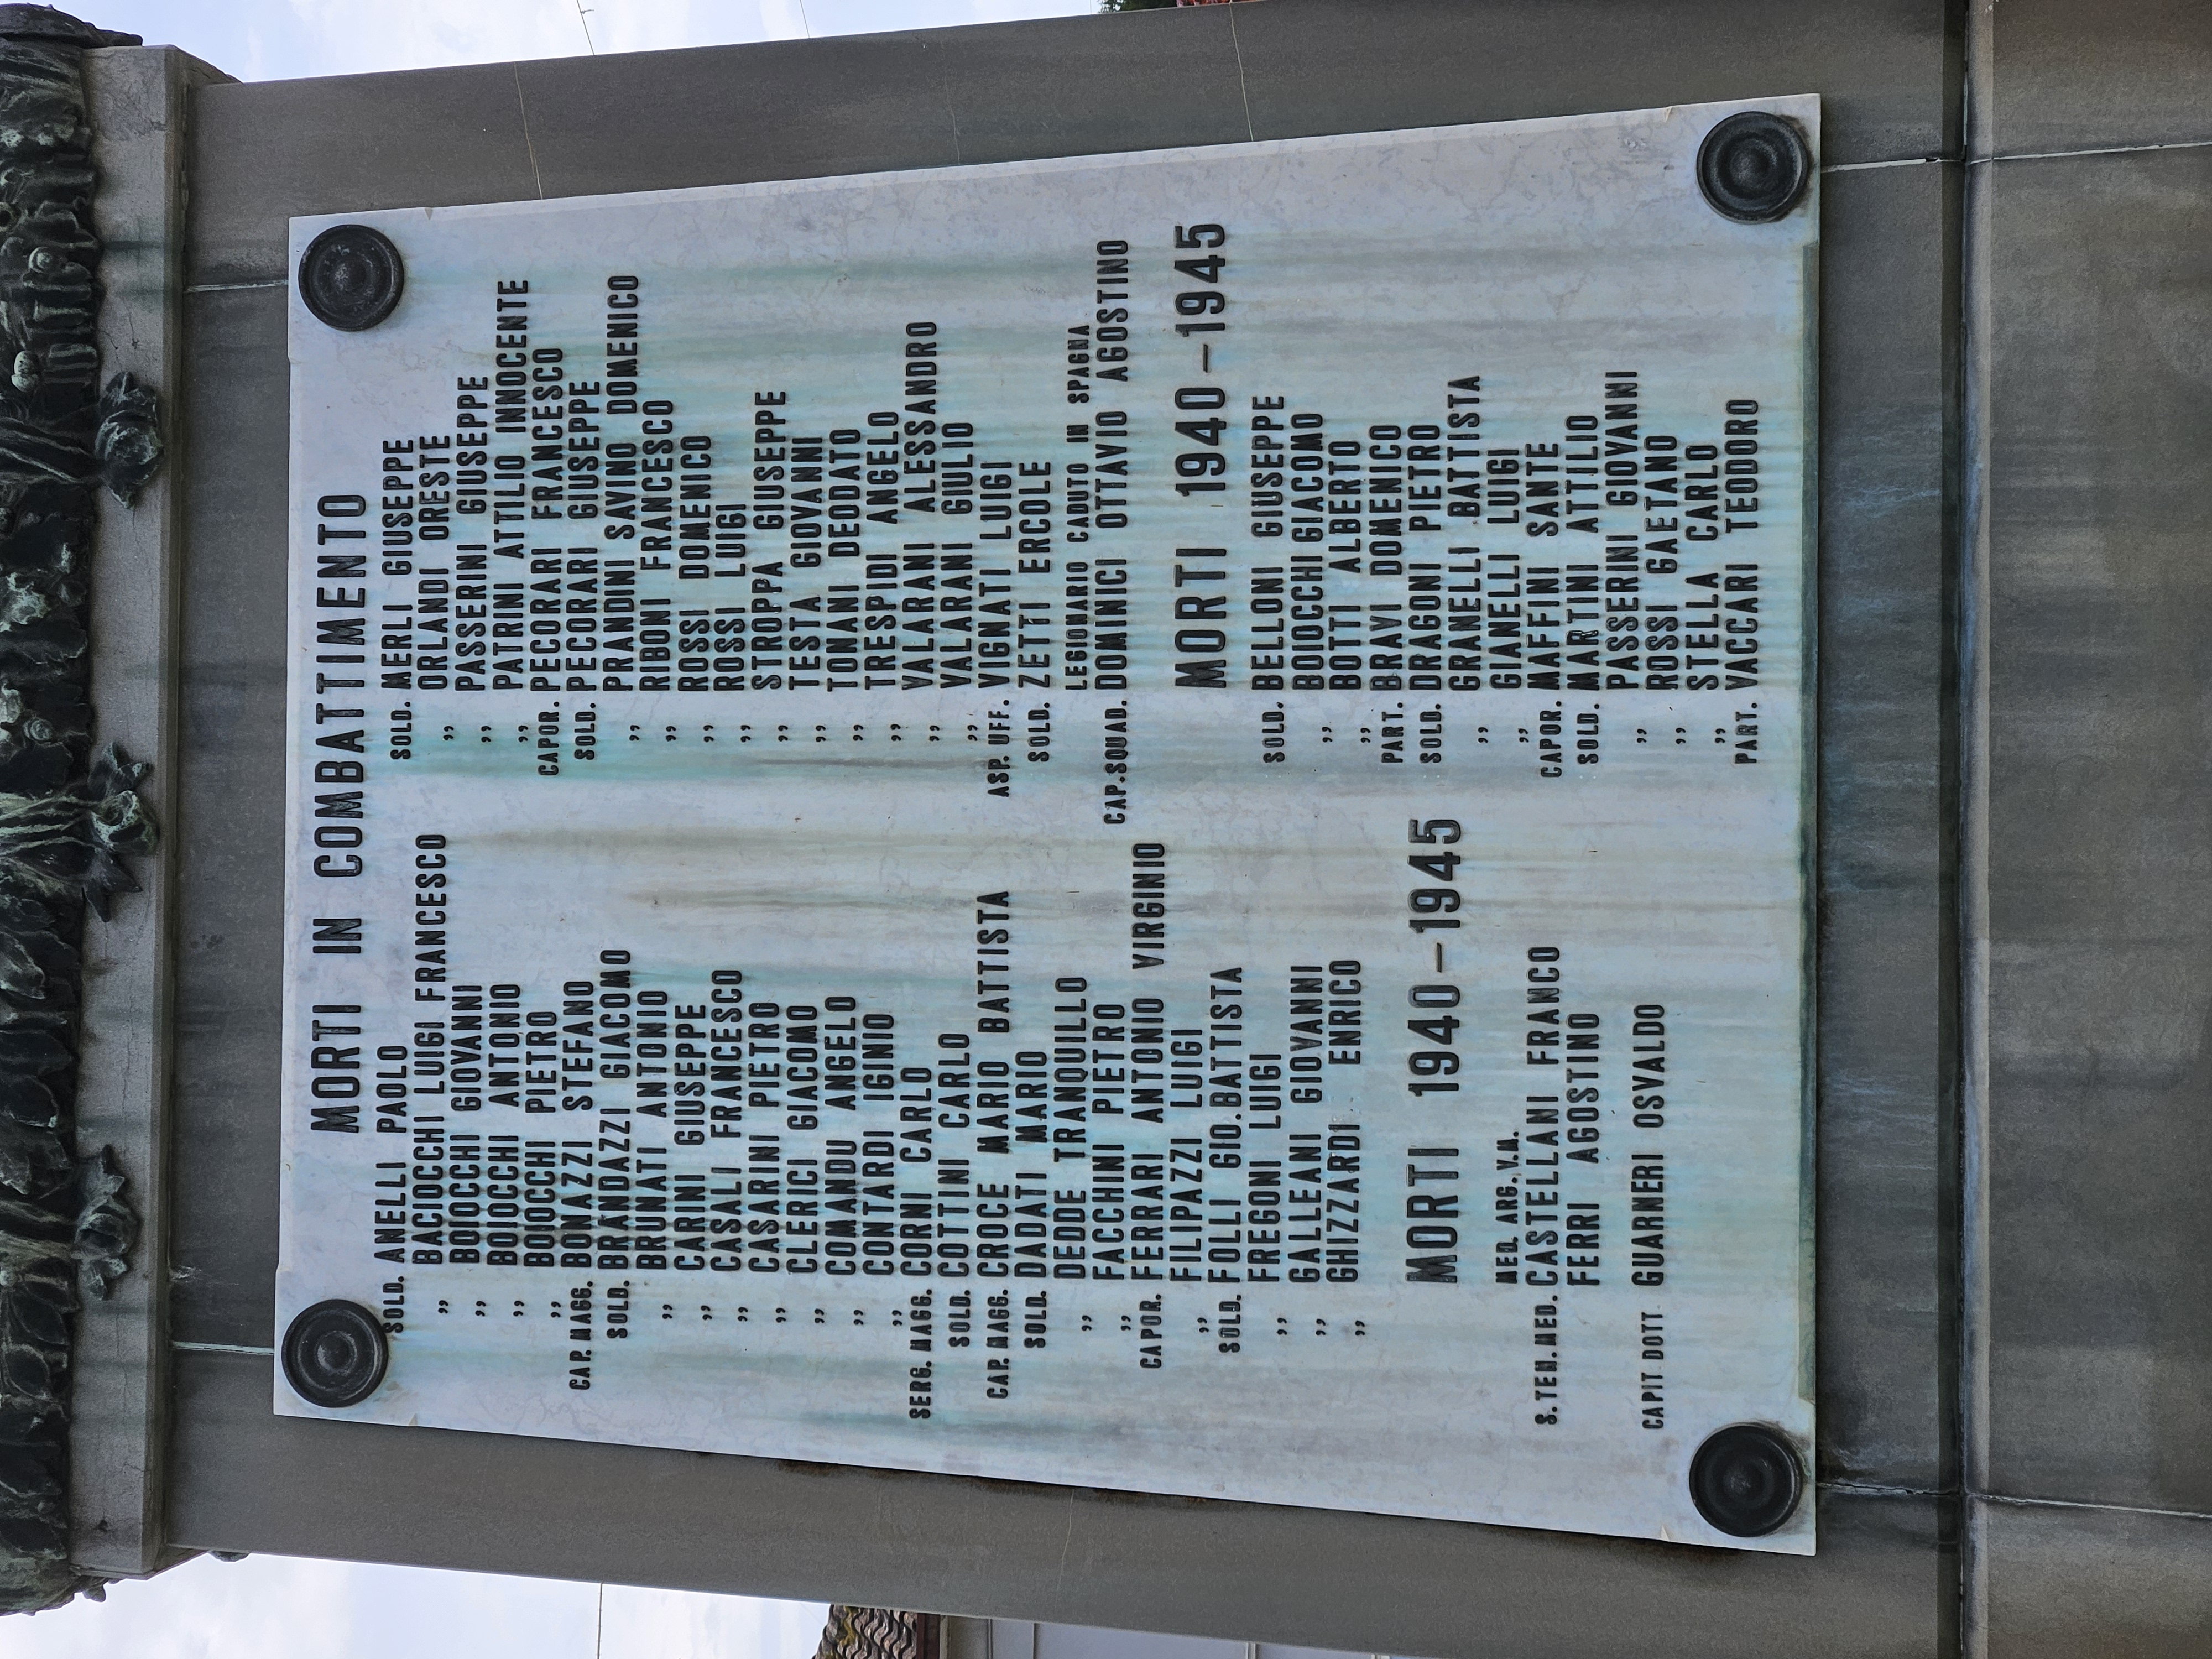 MORTI IN COMBATTIMENTO
SOLD. ANELLI PAOLO
" BACIOCCHI LUIGI FRANCESCO
" BOIOCCHI GIOVANNI
" BOIOCCHI ANTONIO
" BOIOCCHI PIETRO
CAP. MAGG. BONAZZI STEFANO
SOLD. BRANDAZZI GIACOMO
" BRUNATI ANTONIO
" CARINI GIUSEPPE
" CASALI FRANCESCO
" CASARINI PIETRO
" CLERICI GIACOMO
" COMANDU ANGELO
" CONTARDI IGINIO
SERG. MAGG. CORNI CARLO
SOLD. COTTINI CARLO
CAP. MAGG. CROCE MARIO BATTISTA
SOLD. DADATI MARIO
" DEDDE TRANQUILLO
" FACCHINI PIETRO
CAPOR. FERRARI ANTONIO VIRGINIO
" FILIPAZZI LUIGI
SOLD. FOLLI GIO. BATTISTA
" FREGONI LUIGI
" GALLEANI GIOVANNI
" GHIZZARDI ENRICO
MORTI 1940-1945
MED. ARG. V.M.
S. TEN. MED. CASTELLANI FRANCO
FERRI AGOSTINO
CAPIT. DOTT. GUARNERI OSVALDO
SOLD. MERLI GIUSEPPE
" ORLANDI ORESTE
" PASSERINI GIUSEPPE
" PATRINI ATTLIO INNOCENTE
CAPOR. PECORARI FRANCESCO
SOLD. PECORARI GIUSEPPE
" PRANDINI SAVINO DOMENICO
" RIBONI FRANCESCO
" ROSSI DOMENICO
" ROSSI LUIGI
" STROPPA GIUSEPPE
" TESTA GIOVANNI
" TONANI DEODATO
" TRESPIDI ANGELO
" VALARANI ALESSANDRO
" VALARANI GIULIO
ASP. UFF. VIGNATI LUIGI
SOLD. ZETTI ERCOLE
LEGIONARIO CADUTO IN SPAGNA
CAP. SQUAD. DOMINICI OTTAVIO AGOSTINO
MORTI 1940-1945
SOLD. BELLONI GIUSEPPE
" BOIOCCHI GIACOMO
" BOTTI ALBERTO
PART. BRAVI DOMENICO
SOLD. DRAGONI PIETRO
" GRANELLI BATTISTA
" GIANELLI LUIGI
CAPOR. MAFFINI SANTE
SOLD. MARTINI ATTILIO
" PASSERINI GIOVANNI
" ROSSI GAETANO
" STELLA CARLO
PART. VACCARI TEODORO